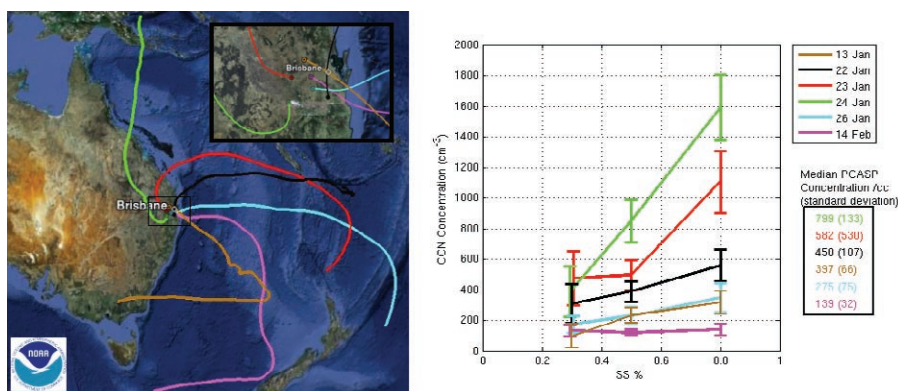 Brisbane
Brisbane
NOAA
2000
1800
1600
1400
1200
1000
800
600
400
200
0
0 0.2 0.4 0.6 0.8 1
CCN Concentration (cm⁻³)
SS %
13 Jan
22 Jan
23 Jan
24 Jan
26 Jan
14 Feb
Median PCASP
Concentration /cc
(standard deviation)
799 (133)
582 (530)
450 (107)
397 (66)
275 (75)
139 (32)